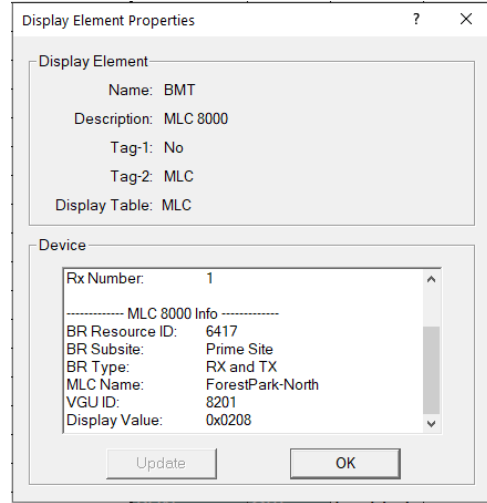 Display Element Properties ? ×
Display Element
Name: BMT
Description: MLC 8000
Tag-1: No
Tag-2: MLC
Display Table: MLC
Device
Rx Number: 1
------------- MLC 8000 Info -------------
BR Resource ID: 6417
BR Subsite: Prime Site
BR Type: RX and TX
MLC Name: ForestPark-North
VGU ID: 8201
Display Value: 0x0208
Update OK